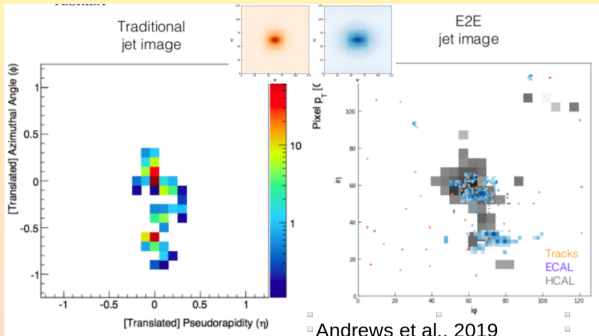 Traditional
jet image
E2E
jet image
[Translated] Azimuthal Angle (ϕ)
1
0.5
0
-0.5
-1
-1
-0.5
0
0.5
1
[Translated] Pseudorapidity (η)
10
1
Pixel p_T [
iη
100
80
60
40
20
0
0
20
40
60
80
100
120
iφ
Tracks
ECAL
HCAL
Andrews et al., 2019